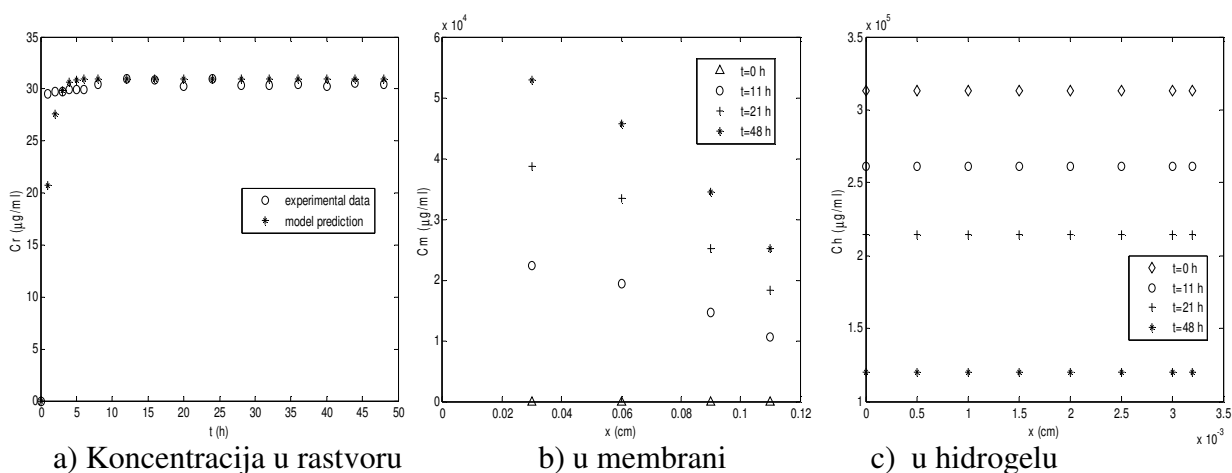 35
30
25
20
15
10
5
0
Cr (μg/ml)
0 5 10 15 20 25 30 35 40 45 50
t (h)
experimental data
model prediction
x 10⁴
6
5
4
3
2
1
0
Cm (μg/ml)
0 0.02 0.04 0.06 0.08 0.1 0.12
x (cm)
t=0 h
t=11 h
t=21 h
t=48 h
x 10⁵
3.5
3
2.5
2
1.5
1
Ch (μg/ml)
0 0.5 1 1.5 2 2.5 3 3.5
x (cm)
x 10⁻³
t=0 h
t=11 h
t=21 h
t=48 h
a) Koncentracija u rastvoru b) u membrani c) u hidrogelu